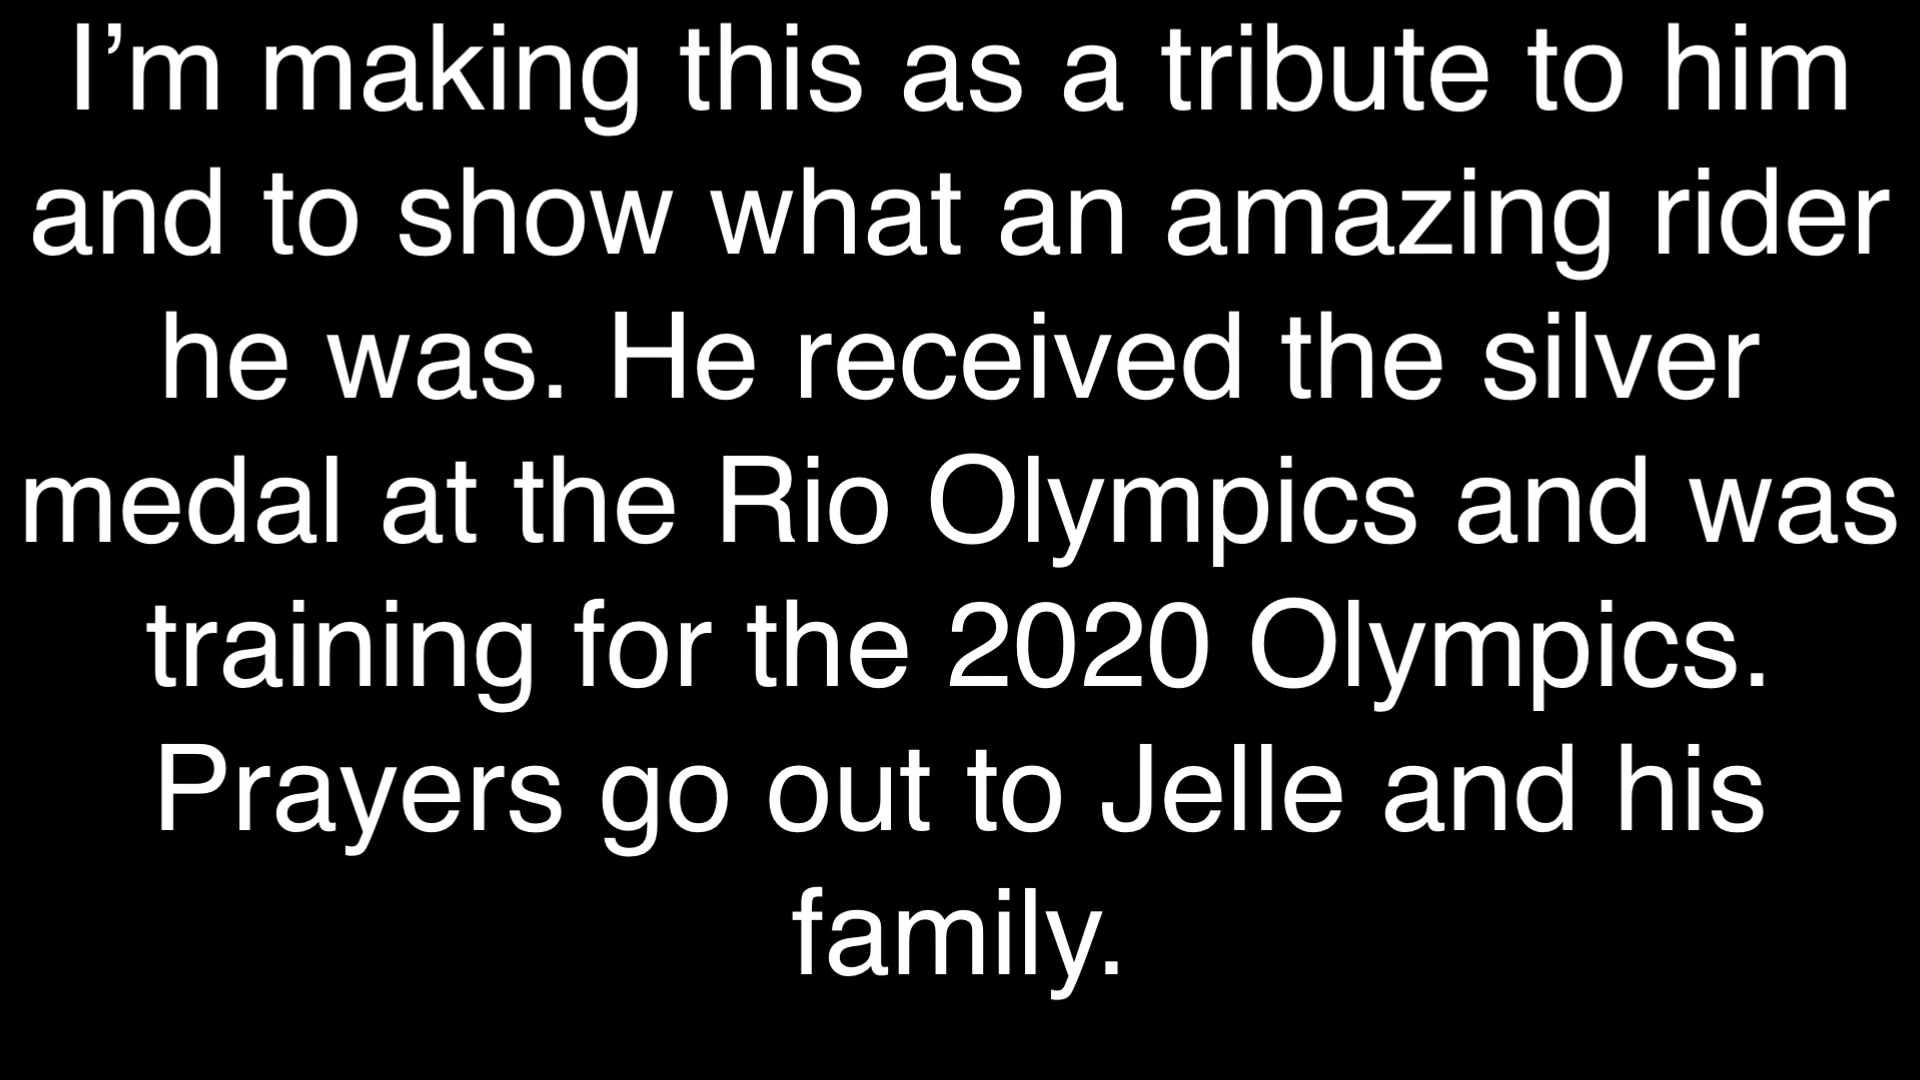 I’m making this as a tribute to him
and to show what an amazing rider
he was. He received the silver
medal at the Rio Olympics and was
training for the 2020 Olympics.
Prayers go out to Jelle and his
family.